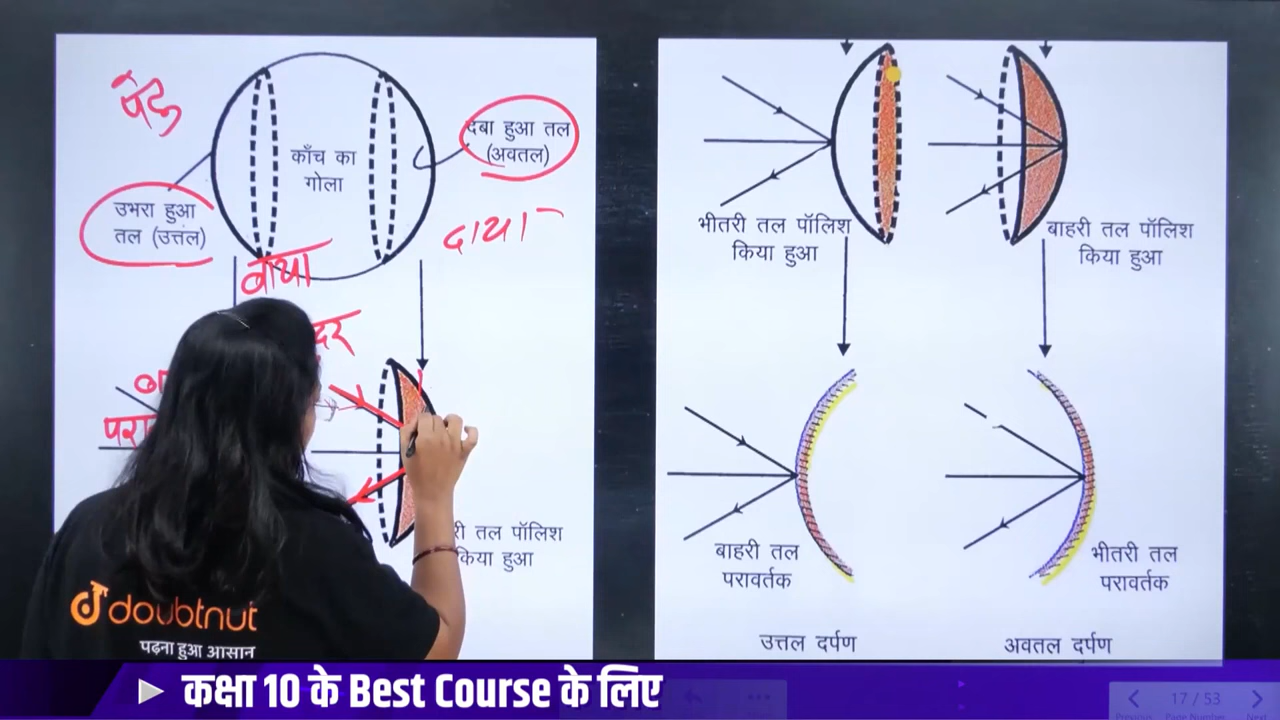 पेंट
काँच का
गोला
दबा हुआ तल
(अवतल)
उभरा हुआ
तल (उत्तल)
दायां
बाया
परा
री तल पॉलिश
किया हुआ
भीतरी तल पॉलिश
किया हुआ
बाहरी तल पॉलिश
किया हुआ
बाहरी तल
परावर्तक
भीतरी तल
परावर्तक
उत्तल दर्पण
अवतल दर्पण
doubtnut
पढ़ना हुआ आसान
कक्षा 10 के Best Course के लिए
17 / 53